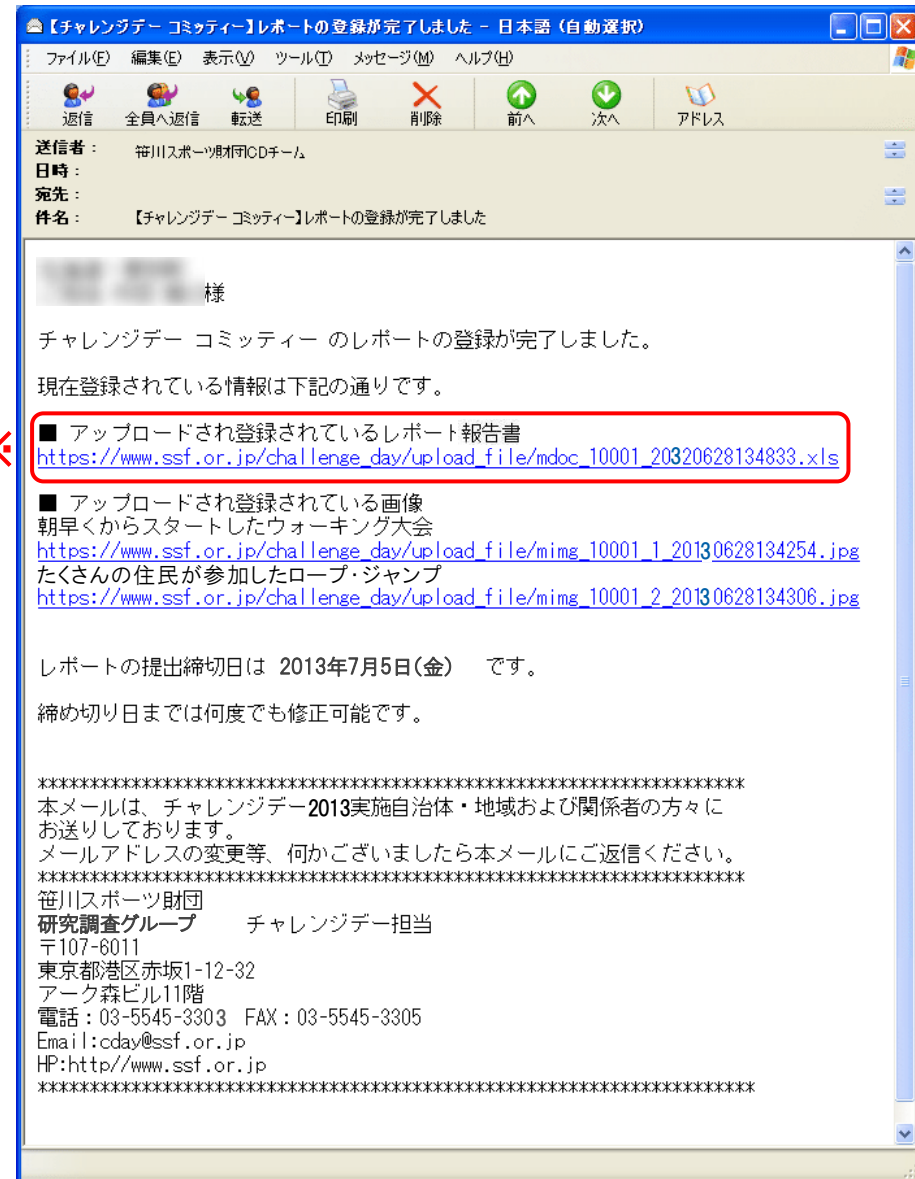 【チャレンジデー コミッティー】レポートの登録が完了しました - 日本語 (自動選択)
ファイル(F) 編集(E) 表示(V) ツール(T) メッセージ(M) ヘルプ(H)
返信 全員へ返信 転送 印刷 削除 前へ 次へ アドレス
送信者： 笹川スポーツ財団CDチーム
日時：
宛先：
件名： 【チャレンジデー コミッティー】レポートの登録が完了しました
様
チャレンジデー コミッティー のレポートの登録が完了しました。
現在登録されている情報は下記の通りです。
※
■ アップロードされ登録されているレポート報告書
https://www.ssf.or.jp/challenge_day/upload_file/mdoc_10001_20320628134833.xls
■ アップロードされ登録されている画像
朝早くからスタートしたウォーキング大会
https://www.ssf.or.jp/challenge_day/upload_file/mimg_10001_1_20130628134254.jpg
たくさんの住民が参加したロープ・ジャンプ
https://www.ssf.or.jp/challenge_day/upload_file/mimg_10001_2_20130628134306.jpg
レポートの提出締切日は 2013年7月5日(金) です。
締め切り日までは何度でも修正可能です。
********************************************************************
本メールは、チャレンジデー2013実施自治体・地域および関係者の方々に
お送りしております。
メールアドレスの変更等、何かございましたら本メールにご返信ください。
********************************************************************
笹川スポーツ財団
研究調査グループ チャレンジデー担当
〒107-6011
東京都港区赤坂1-12-32
アーク森ビル11階
電話：03-5545-3303 FAX：03-5545-3305
Email:cday@ssf.or.jp
HP:http//www.ssf.or.jp
*********************************************************************